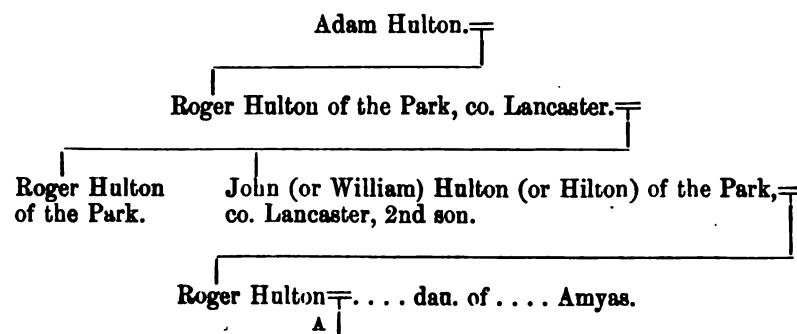 Adam Hulton.
Roger Hulton of the Park, co. Lancaster.
Roger Hulton
of the Park.
John (or William) Hulton (or Hilton) of the Park,
co. Lancaster, 2nd son.
Roger Hulton=. . . . dau. of . . . . Amyas.
A